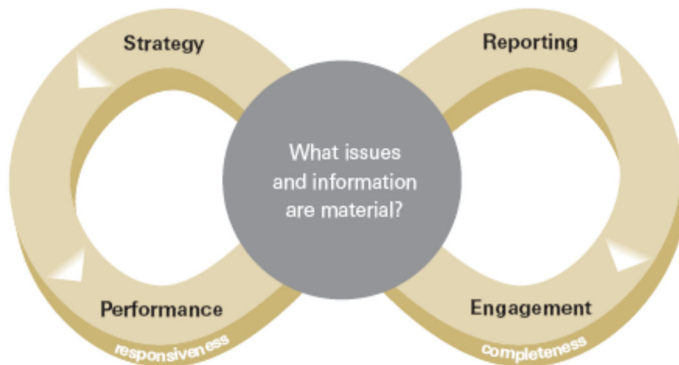 Strategy
Reporting
What issues
and information
are material?
Performance
Engagement
responsiveness
completeness